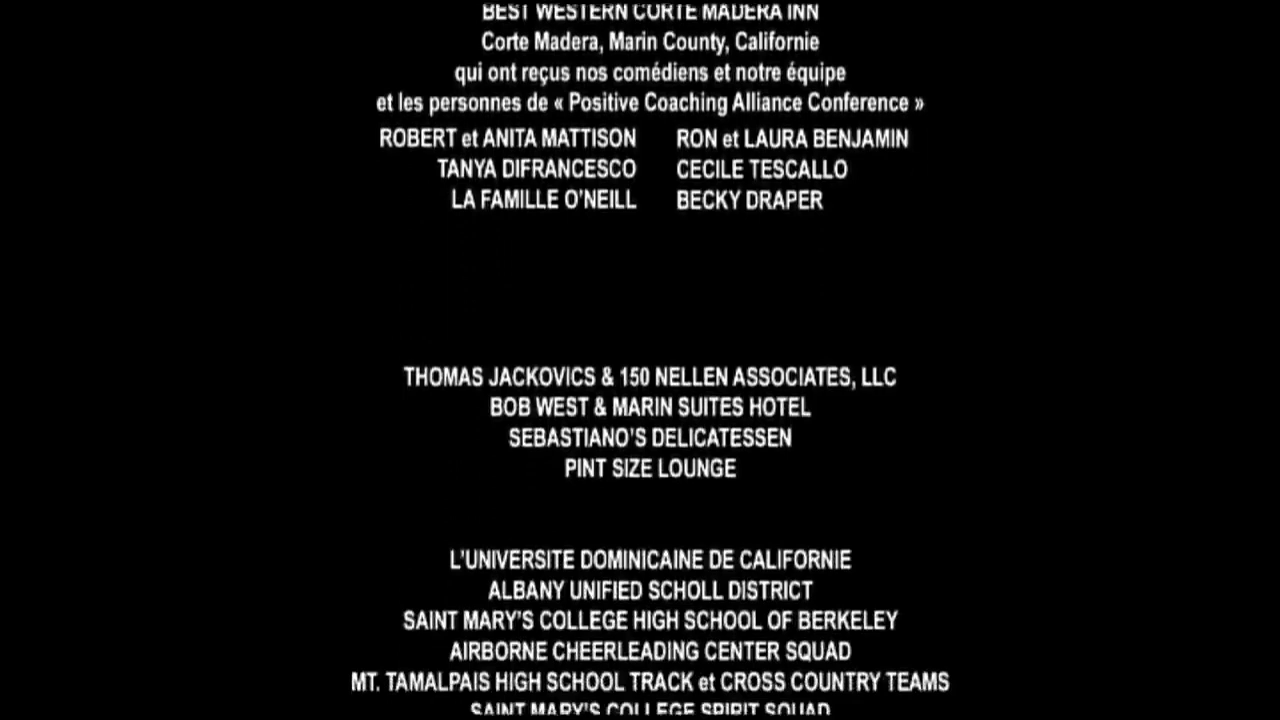 BEST WESTERN CORTE MADERA INN
Corte Madera, Marin County, Californie
qui ont reçus nos comédiens et notre équipe
et les personnes de « Positive Coaching Alliance Conference »
ROBERT et ANITA MATTISON RON et LAURA BENJAMIN
TANYA DIFRANCESCO CECILE TESCALLO
LA FAMILLE O'NEILL BECKY DRAPER
THOMAS JACKOVICS & 150 NELLEN ASSOCIATES, LLC
BOB WEST & MARIN SUITES HOTEL
SEBASTIANO'S DELICATESSEN
PINT SIZE LOUNGE
L'UNIVERSITE DOMINICAINE DE CALIFORNIE
ALBANY UNIFIED SCHOLL DISTRICT
SAINT MARY'S COLLEGE HIGH SCHOOL OF BERKELEY
AIRBORNE CHEERLEADING CENTER SQUAD
MT. TAMALPAIS HIGH SCHOOL TRACK et CROSS COUNTRY TEAMS
SAINT MARY'S COLLEGE SPIRIT SQUAD